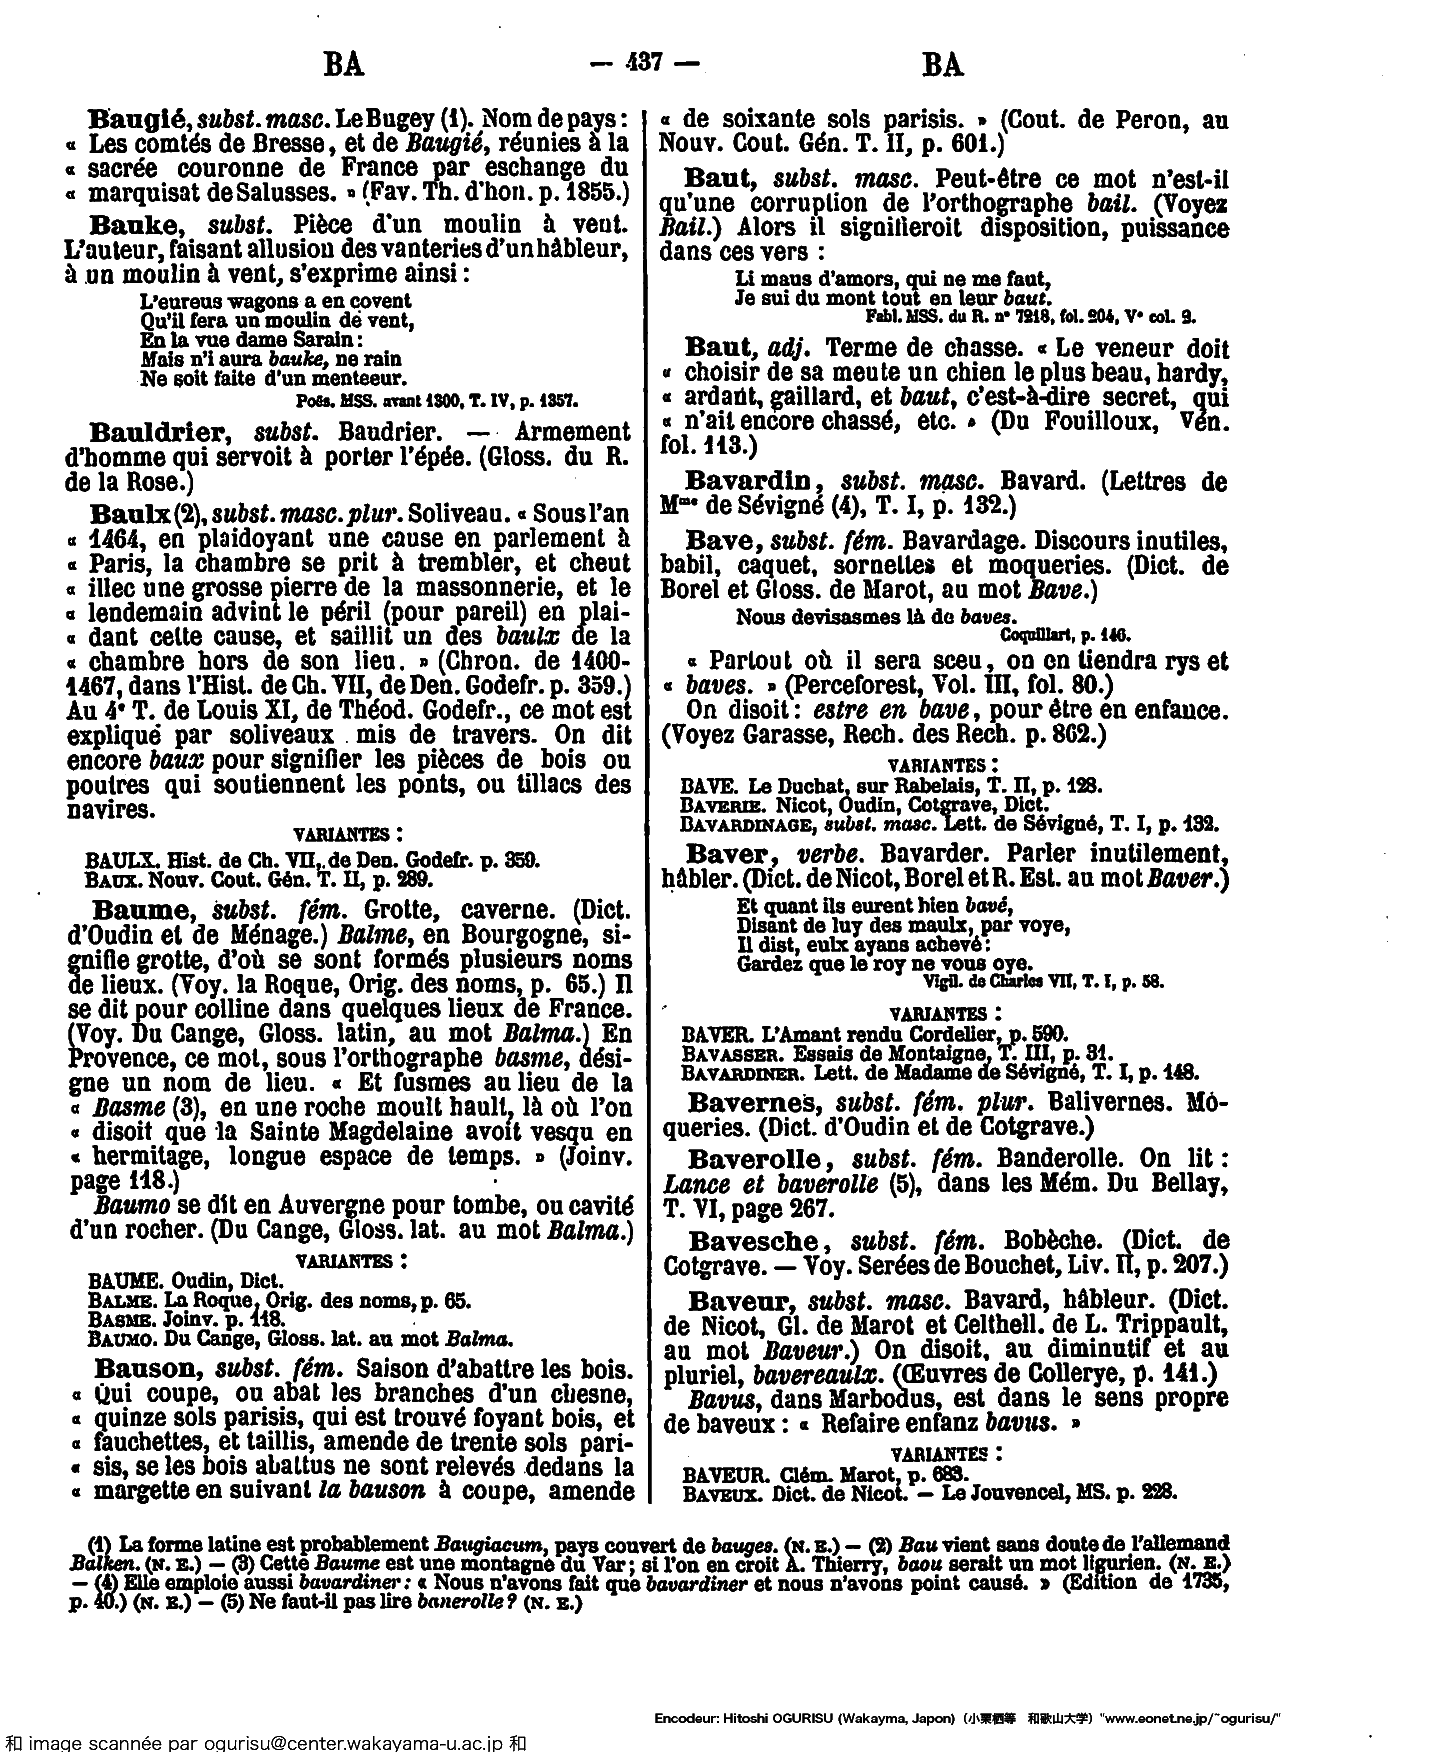 BA — 437 — BA
Baugié, subst. masc. Le Bugey (1). Nom de pays :
« Les comtés de Bresse, et de Baugié, réunies à la
« sacrée couronne de France par eschange du
« marquisat de Salusses. » (Fav. Th. d'hon. p. 1855.)
Bauke, subst. Pièce d'un moulin à vent.
L'auteur, faisant allusion des vanteries d'un hâbleur,
à un moulin à vent, s'exprime ainsi :
L'eureus wagons a en covent
Qu'il fera un moulin de vent,
En la vue dame Sarain :
Mais n'i aura bauke, ne rain
Ne soit faite d'un menteeur.
Poës. MSS. avant 1300, T. IV, p. 1357.
Bauldrier, subst. Baudrier. — Armement
d'homme qui servoit à porter l'épée. (Gloss. du R.
de la Rose.)
Baulx (2), subst. masc. plur. Soliveau. « Sous l'an
« 1464, en plaidoyant une cause en parlement à
« Paris, la chambre se prit à trembler, et cheut
« illec une grosse pierre de la massonnerie, et le
« lendemain advint le péril (pour pareil) en plai-
« dant cette cause, et saillit un des baulx de la
« chambre hors de son lieu. » (Chron. de 1400-
1467, dans l'Hist. de Ch. VII, de Den. Godefr. p. 359.)
Au 4e T. de Louis XI, de Théod. Godefr., ce mot est
expliqué par soliveaux mis de travers. On dit
encore baux pour signifier les pièces de bois ou
poutres qui soutiennent les ponts, ou tillacs des
navires.
VARIANTES :
BAULX. Hist. de Ch. VII, de Den. Godefr. p. 359.
BAUX. Nouv. Cout. Gén. T. II, p. 289.
Baume, subst. fém. Grotte, caverne. (Dict.
d'Oudin et de Ménage.) Balme, en Bourgogne, si-
gnifie grotte, d'où se sont formés plusieurs noms
de lieux. (Voy. la Roque, Orig. des noms, p. 65.) Il
se dit pour colline dans quelques lieux de France.
(Voy. Du Cange, Gloss. latin, au mot Balma.) En
Provence, ce mot, sous l'orthographe basme, dési-
gne un nom de lieu. « Et fusmes au lieu de la
« Basme (3), en une roche moult hault, là où l'on
« disoit que la Sainte Magdelaine avoit vesqu en
« hermitage, longue espace de temps. » (Joinv.
page 118.)
Baumo se dit en Auvergne pour tombe, ou cavité
d'un rocher. (Du Cange, Gloss. lat. au mot Balma.)
VARIANTES :
BAUME. Oudin, Dict.
BALME. La Roque, Orig. des noms, p. 65.
BASME. Joinv. p. 118.
BAUMO. Du Cange, Gloss. lat. au mot Balma.
Bauson, subst. fém. Saison d'abattre les bois.
« Qui coupe, ou abat les branches d'un chesne,
« quinze sols parisis, qui est trouvé foyant bois, et
« fauchettes, et taillis, amende de trente sols pari-
« sis, se les bois abattus ne sont relevés dedans la
« margette en suivant la bauson à coupe, amende
« de soixante sols parisis. » (Cout. de Peron, au
Nouv. Cout. Gén. T. II, p. 601.)
Baut, subst. masc. Peut-être ce mot n'est-il
qu'une corruption de l'orthographe bail. (Voyez
Bail.) Alors il signifieroit disposition, puissance
dans ces vers :
Li maus d'amors, qui ne me faut,
Je sui du mont tout en leur baut.
Fabl. MSS. du R. n° 7218, fol. 204, V° col. 2.
Baut, adj. Terme de chasse. « Le veneur doit
« choisir de sa meute un chien le plus beau, hardy,
« ardant, gaillard, et baut, c'est-à-dire secret, qui
« n'ait encore chassé, etc. » (Du Fouilloux, Vén.
fol. 113.)
Bavardin, subst. masc. Bavard. (Lettres de
Mme de Sévigné (4), T. I, p. 132.)
Bave, subst. fém. Bavardage. Discours inutiles,
babil, caquet, sornettes et moqueries. (Dict. de
Borel et Gloss. de Marot, au mot Bave.)
Nous devisasmes là de baves.
Coquillart, p. 146.
« Partout où il sera sceu, on en tiendra rys et
« baves. » (Perceforest, Vol. III, fol. 80.)
On disoit : estre en bave, pour être en enfance.
(Voyez Garasse, Rech. des Rech. p. 862.)
VARIANTES :
BAVE. Le Duchat, sur Rabelais, T. II, p. 128.
BAVERIE. Nicot, Oudin, Cotgrave, Dict.
BAVARDINAGE, subst. masc. Lett. de Sévigné, T. I, p. 132.
Baver, verbe. Bavarder. Parler inutilement,
hâbler. (Dict. de Nicot, Borel et R. Est. au mot Baver.)
Et quant ils eurent bien bavé,
Disant de luy des maulx, par voye,
Il dist, eulx ayans achevé :
Gardez que le roy ne vous oye.
Vigil. de Charles VII, T. I, p. 58.
VARIANTES :
BAVER. L'Amant rendu Cordelier, p. 590.
BAVASSER. Essais de Montaigne, T. III, p. 31.
BAVARDINER. Lett. de Madame de Sévigné, T. I, p. 148.
Bavernes, subst. fém. plur. Balivernes. Mo-
queries. (Dict. d'Oudin et de Cotgrave.)
Baverolle, subst. fém. Banderolle. On lit :
Lance et baverolle (5), dans les Mém. Du Bellay,
T. VI, page 267.
Bavesche, subst. fém. Bobèche. (Dict. de
Cotgrave. — Voy. Serées de Bouchet, Liv. II, p. 207.)
Baveur, subst. masc. Bavard, hâbleur. (Dict.
de Nicot, Gl. de Marot et Celthell. de L. Trippault,
au mot Baveur.) On disoit, au diminutif et au
pluriel, bavereaulx. (Œuvres de Collerye, p. 141.)
Bavus, dans Marbodus, est dans le sens propre
de baveux : « Refaire enfanz bavus. »
VARIANTES :
BAVEUR. Clém. Marot, p. 683.
BAVEUX. Dict. de Nicot. — Le Jouvencel, MS. p. 228.
(1) La forme latine est probablement Baugiacum, pays couvert de bauges. (N. E.) — (2) Bau vient sans doute de l'allemand
Balken. (N. E.) — (3) Cette Baume est une montagne du Var ; si l'on en croit A. Thierry, baou serait un mot ligurien. (N. E.)
— (4) Elle emploie aussi bavardiner : « Nous n'avons fait que bavardiner et nous n'avons point causé. » (Edition de 1735,
p. 40.) (N. E.) — (5) Ne faut-il pas lire banerolle ? (N. E.)
Encodeur: Hitoshi OGURISU (Wakayma, Japon) (小栗栖等 和歌山大学) "www.eonet.ne.jp/~ogurisu/"
和 image scannée par ogurisu@center.wakayama-u.ac.jp 和